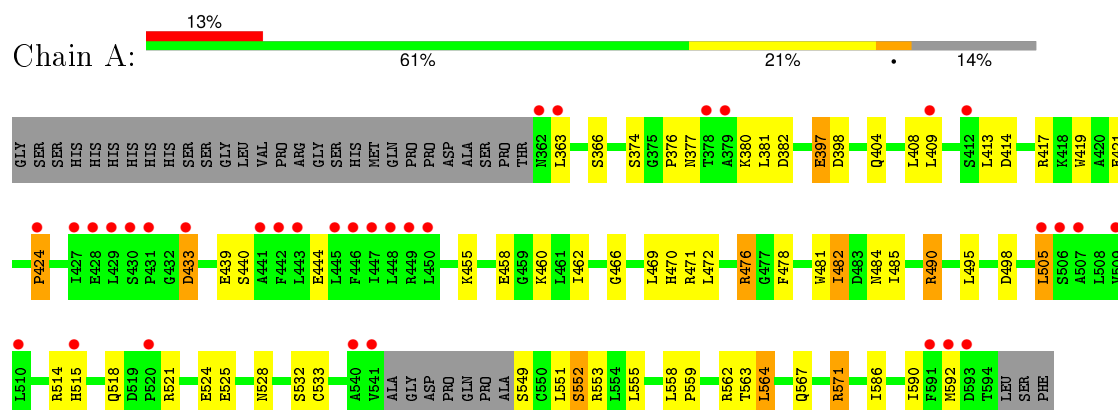 13%
Chain A:
61% 21% • 14%
GLY SER SER HIS HIS HIS HIS HIS HIS SER SER GLY LEU VAL PRO ARG GLY SER HIS MET GLN PRO PRO ASP ALA SER PRO THR N362 L363 S366 S374 G375 P376 N377 T378 A379 K380 L381 D382 E397 D398 Q404 L408 L409 S412 L413 D414 R417 K418 W419 A420 E421
P424 I427 E428 L429 S430 P431 G432 D433 E439 S440 A441 F442 L443 E444 L445 F446 I447 L448 R449 L450 K455 E458 G459 K460 L461 I462 G466 L469 H470 R471 L472 R476 G477 F478 W481 I482 D483 N484 I485 R490 L495 D498 L505 S506 A507 L508 V509
L510 R514 H515 Q518 D519 P520 R521 E524 E525 N528 S532 C533 A540 V541 ALA GLY ASP PRO GLN PRO ALA S549 C550 L551 S552 R553 L554 L555 L558 P559 R562 T563 L564 Q567 R571 I586 I590 F591 M592 D593 T594 LEU SER PHE